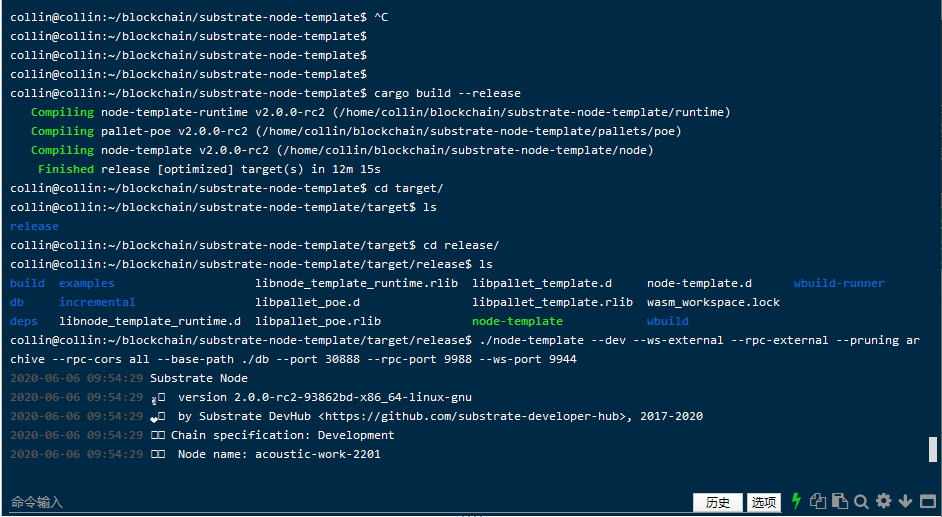 collin@collin:~/blockchain/substrate-node-template$ ^C
collin@collin:~/blockchain/substrate-node-template$
collin@collin:~/blockchain/substrate-node-template$
collin@collin:~/blockchain/substrate-node-template$
collin@collin:~/blockchain/substrate-node-template$ cargo build --release
Compiling node-template-runtime v2.0.0-rc2 (/home/collin/blockchain/substrate-node-template/runtime)
Compiling pallet-poe v2.0.0-rc2 (/home/collin/blockchain/substrate-node-template/pallets/poe)
Compiling node-template v2.0.0-rc2 (/home/collin/blockchain/substrate-node-template/node)
Finished release [optimized] target(s) in 12m 15s
collin@collin:~/blockchain/substrate-node-template$ cd target/
collin@collin:~/blockchain/substrate-node-template/target$ ls
release
collin@collin:~/blockchain/substrate-node-template/target$ cd release/
collin@collin:~/blockchain/substrate-node-template/target/release$ ls
build examples libnode_template_runtime.rlib libpallet_template.d node-template.d wbuild-runner
db incremental libpallet_poe.d libpallet_template.rlib wasm_workspace.lock
deps libnode_template_runtime.d libpallet_poe.rlib node-template wbuild
collin@collin:~/blockchain/substrate-node-template/target/release$ ./node-template --dev --ws-external --rpc-external --pruning ar
chive --rpc-cors all --base-path ./db --port 30888 --rpc-port 9988 --ws-port 9944
2020-06-06 09:54:29 Substrate Node
2020-06-06 09:54:29 ✌️ version 2.0.0-rc2-93862bd-x86_64-linux-gnu
2020-06-06 09:54:29 ❤️ by Substrate DevHub <https://github.com/substrate-developer-hub>, 2017-2020
2020-06-06 09:54:29 □□ Chain specification: Development
2020-06-06 09:54:29 □□ Node name: acoustic-work-2201
命令输入 历史 选项